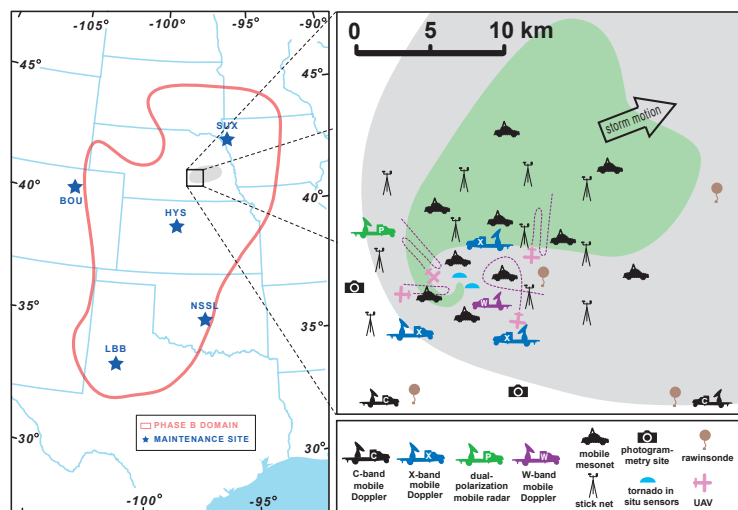 -105° -100° -95° -90°
45° 45°
40° 40°
35° 35°
30° 30°
-100° -95°
SUX
BOU
HYS
NSSL
LBB
PHASE B DOMAIN
MAINTENANCE SITE
0 5 10 km
storm motion
P
X
W
X
X
C
C
C
X
P
W
C-band
mobile
Doppler
X-band
mobile
Doppler
dual-
polarization
mobile radar
W-band
mobile
Doppler
mobile
mesonet
stick net
photogram-
metry site
tornado in
situ sensors
rawinsonde
UAV